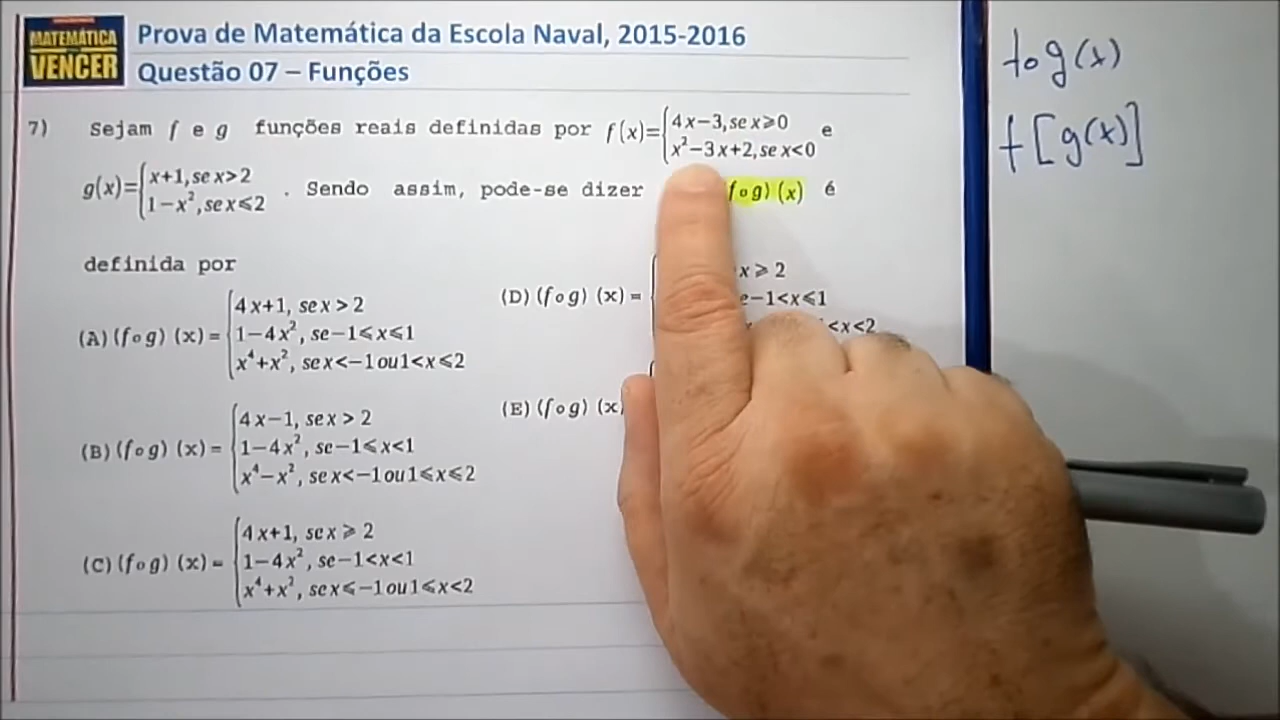 MATEMÁTICA
VENCER
Prova de Matemática da Escola Naval, 2015-2016
Questão 07 – Funções
7) Sejam f e g funções reais definidas por f(x)={4x−3, se x⩾0 e
x²−3x+2, se x<0
g(x)={x+1, se x>2
1−x², se x⩽2 . Sendo assim, pode-se dizer f∘g)(x) é
definida por
(A) (f∘g)(x)={4x+1, se x>2
1−4x², se −1⩽x⩽1
x⁴+x², se x<−1 ou 1<x⩽2
(B) (f∘g)(x)={4x−1, se x>2
1−4x², se −1⩽x<1
x⁴−x², se x<−1 ou 1⩽x⩽2
(C) (f∘g)(x)={4x+1, se x⩾2
1−4x², se −1<x<1
x⁴+x², se x⩽−1 ou 1⩽x<2
(D) (f∘g)(x)=
x⩾2
e −1<x⩽1
<x<2
(E) (f∘g)(x)
fog(x)
f[g(x)]